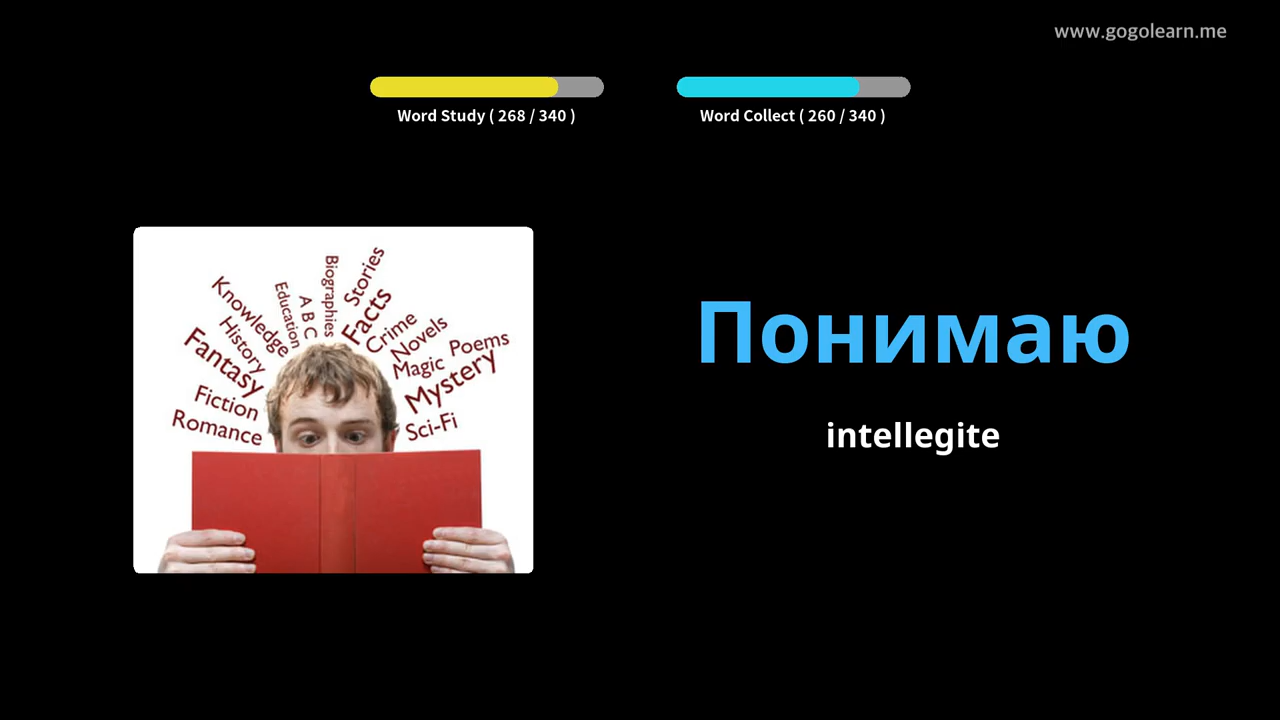 www.gogolearn.me
Word Study ( 268 / 340 )
Word Collect ( 260 / 340 )
Понимаю
intellegite
Romance
Fiction
Fantasy
History
Knowledge
Education
A B C
Biographies
Stories
Facts
Crime
Novels
Magic
Poems
Mystery
Sci-Fi